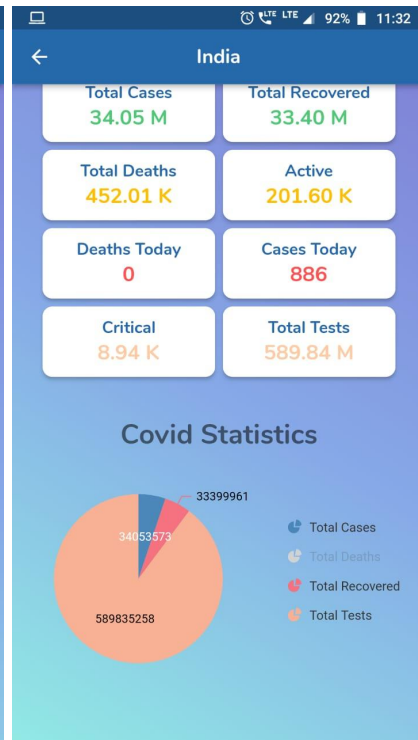 LTE LTE 92% 11:32
India
Total Cases Total Recovered
34.05 M 33.40 M
Total Deaths Active
452.01 K 201.60 K
Deaths Today Cases Today
0 886
Critical Total Tests
8.94 K 589.84 M
Covid Statistics
33399961
34053573
589835258
Total Cases
Total Deaths
Total Recovered
Total Tests